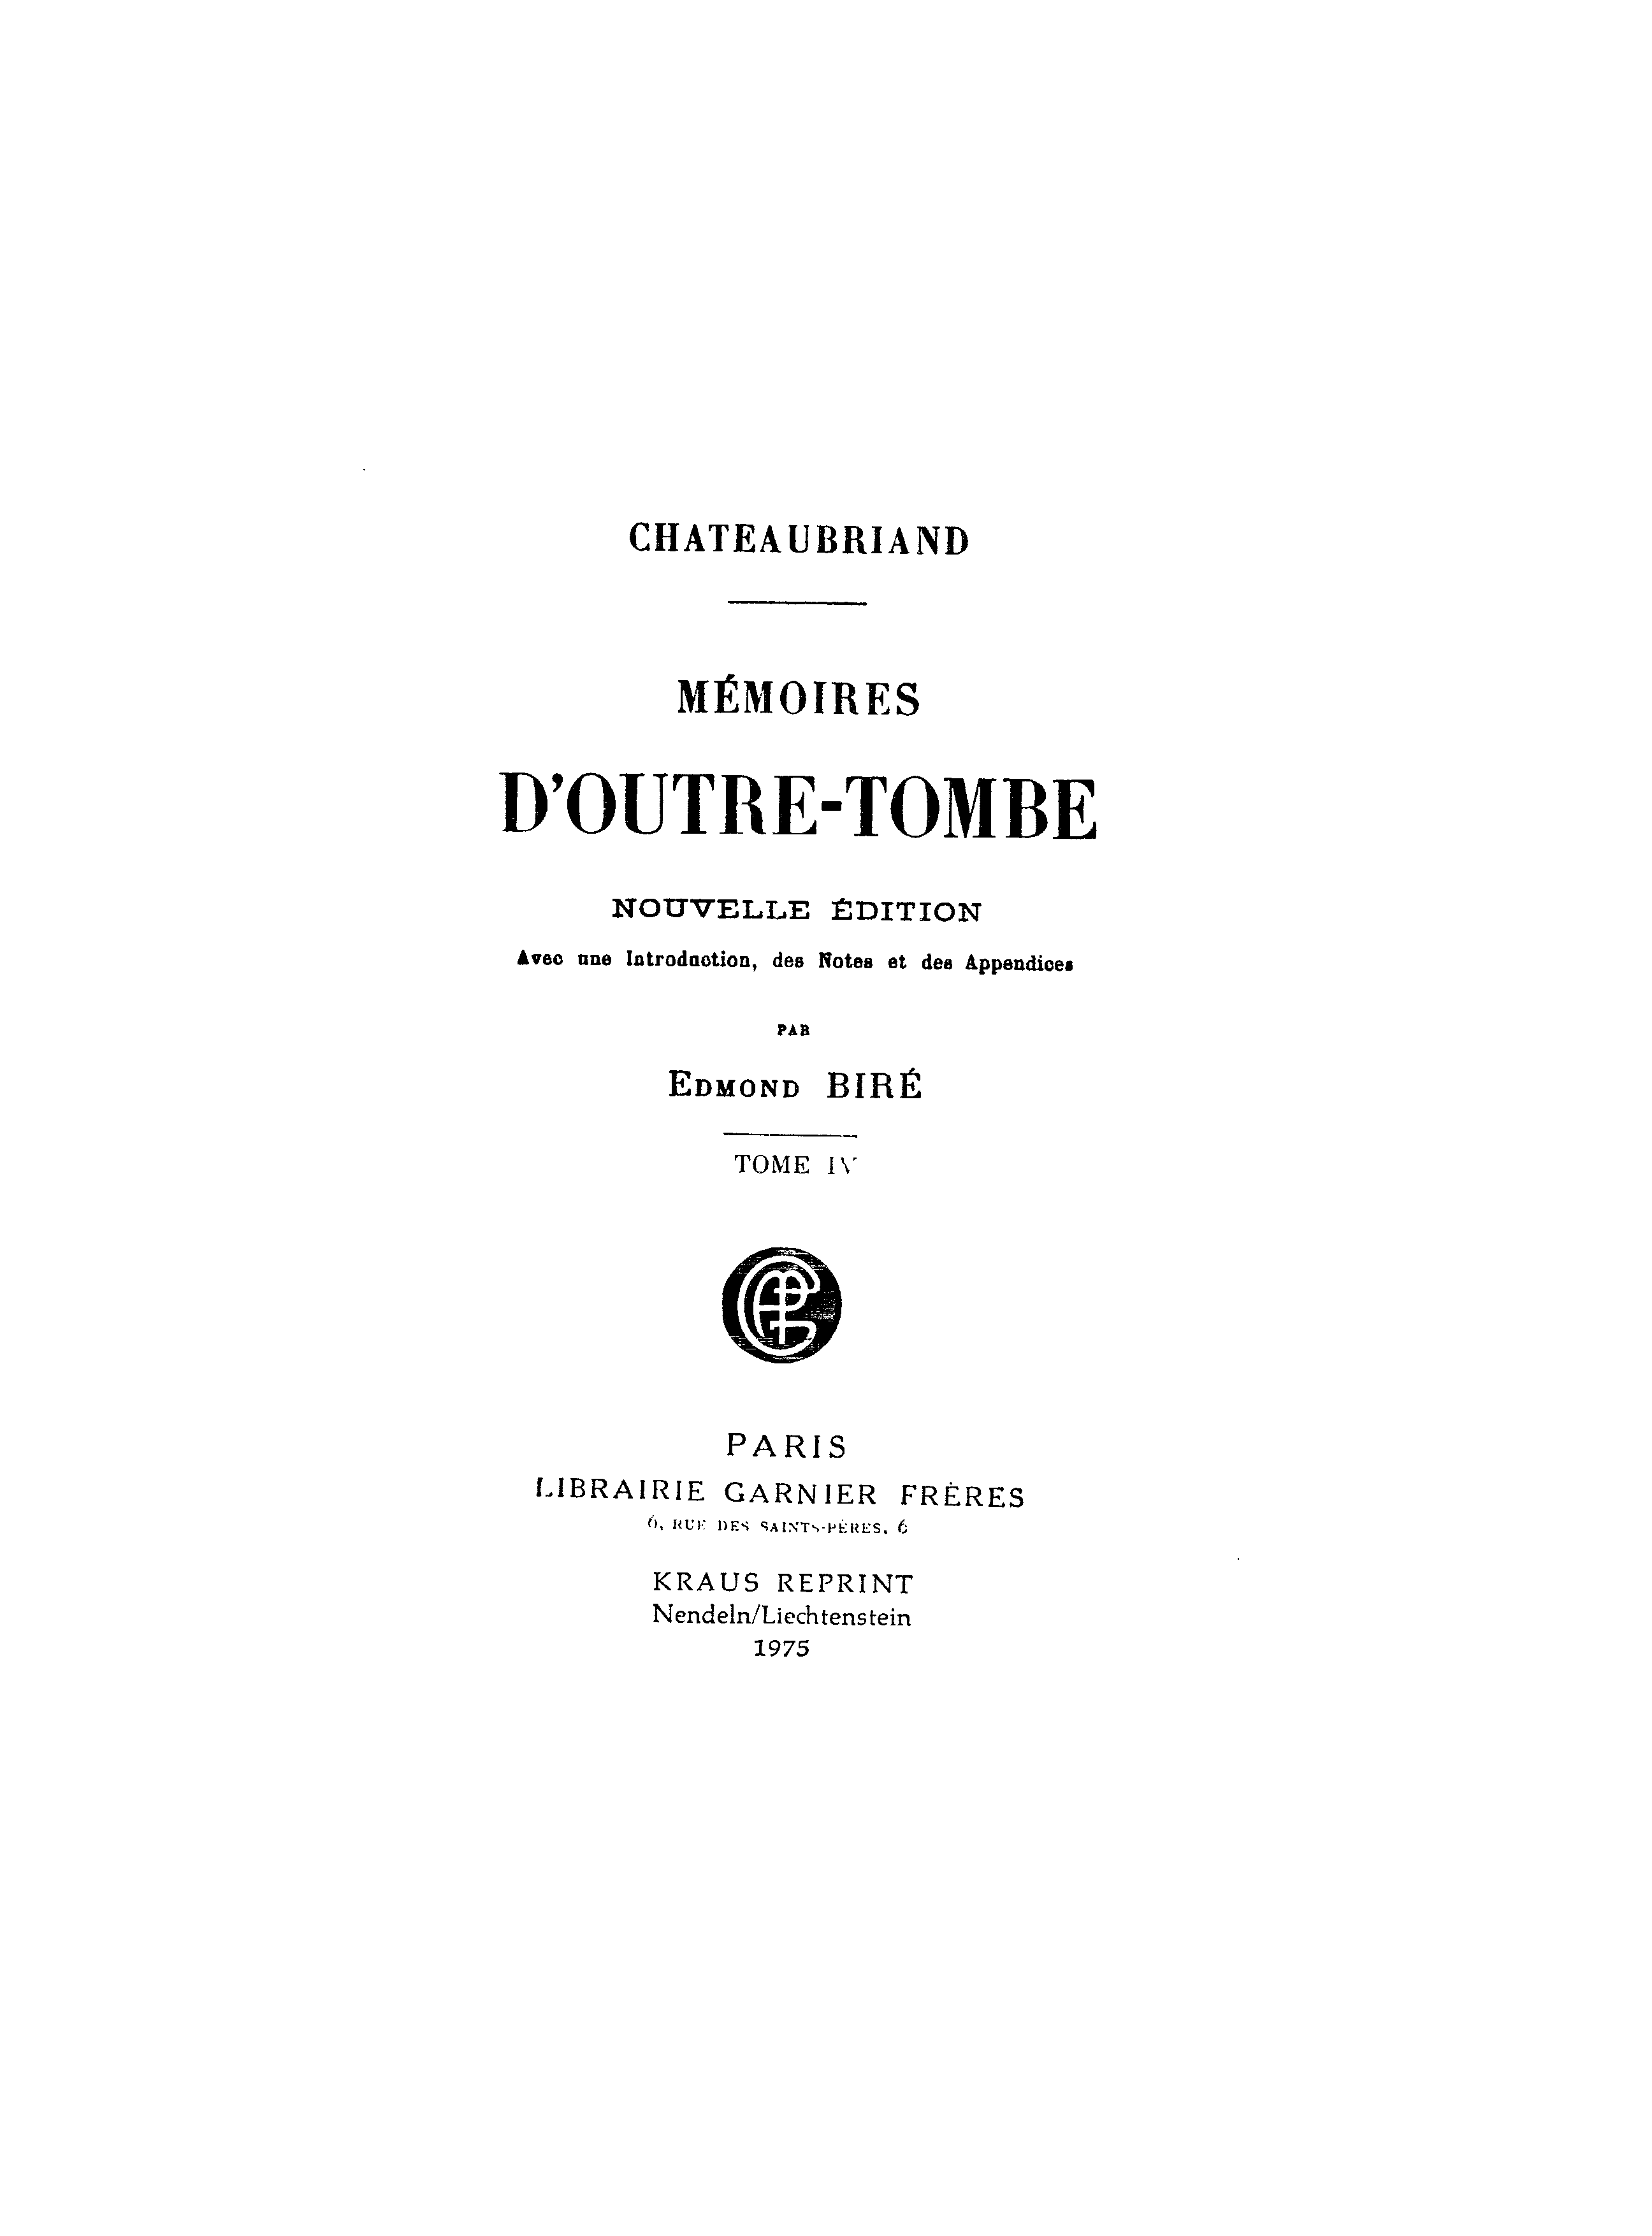 CHATEAUBRIAND
MÉMOIRES
D'OUTRE-TOMBE
NOUVELLE ÉDITION
Avec une Introduction, des Notes et des Appendices
PAR
EDMOND BIRÉ
TOME IV
PARIS
LIBRAIRIE GARNIER FRÈRES
6, RUE DES SAINTS-PÈRES, 6
KRAUS REPRINT
Nendeln/Liechtenstein
1975